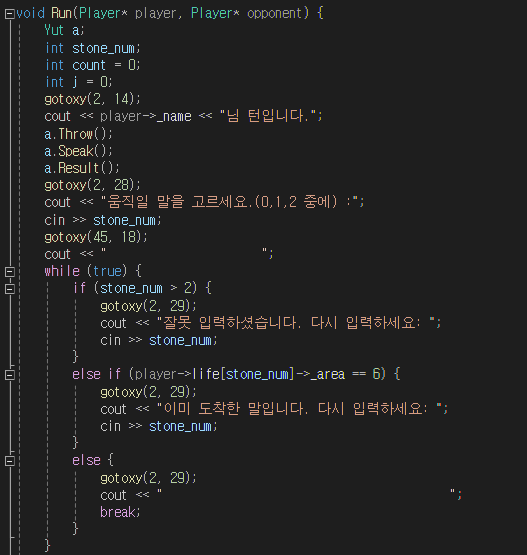 void Run(Player* player, Player* opponent) {
Yut a;
int stone_num;
int count = 0;
int j = 0;
gotoxy(2, 14);
cout << player->_name << "님 턴입니다.";
a.Throw();
a.Speak();
a.Result();
gotoxy(2, 28);
cout << "움직일 말을 고르세요.(0,1,2 중에) :";
cin >> stone_num;
gotoxy(45, 18);
cout << "                    ";
while (true) {
if (stone_num > 2) {
gotoxy(2, 29);
cout << "잘못 입력하셨습니다. 다시 입력하세요: ";
cin >> stone_num;
}
else if (player->life[stone_num]->_area == 6) {
gotoxy(2, 29);
cout << "이미 도착한 말입니다. 다시 입력하세요: ";
cin >> stone_num;
}
else {
gotoxy(2, 29);
cout << "                                     ";
break;
}
}